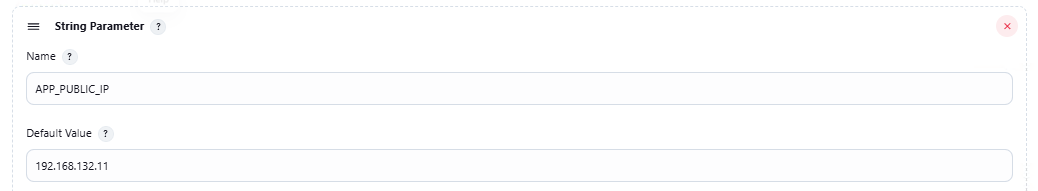 String Parameter ?
Name ?
APP_PUBLIC_IP
Default Value ?
192.168.132.11